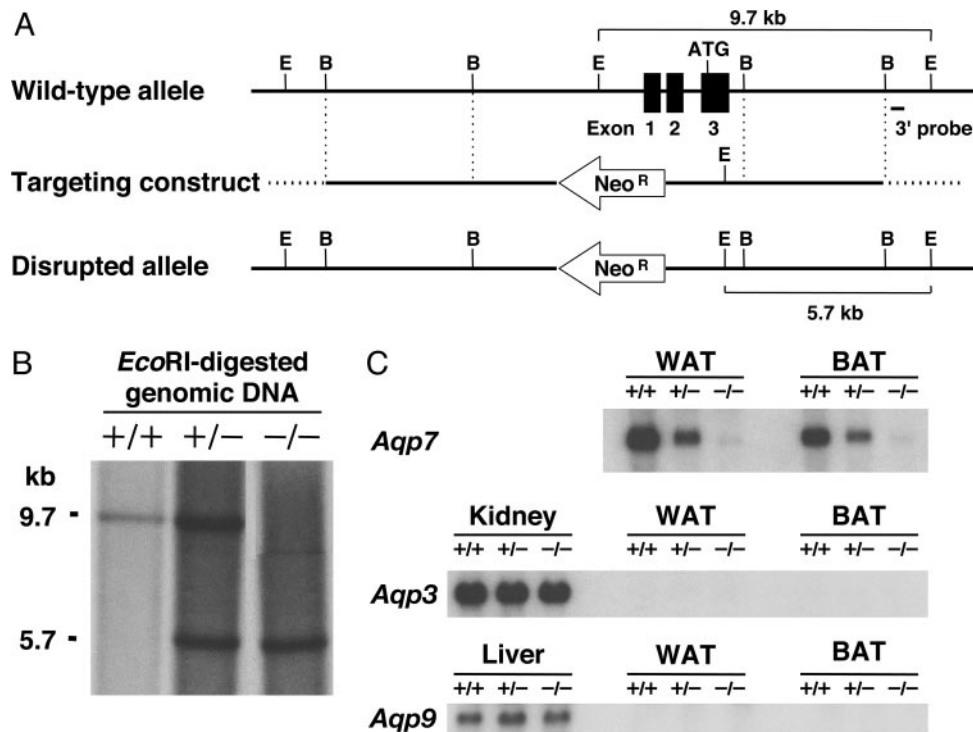 A
9.7 kb
ATG
E B B E B B E
Wild-type allele
Exon 1 2 3 3' probe
E
Targeting construct
Neo R
E B B E B B E
Disrupted allele
Neo R
5.7 kb
B
EcoRI-digested
genomic DNA
+/+ +/− −/−
kb
9.7
5.7
C
WAT BAT
+/+ +/− −/− +/+ +/− −/−
Aqp7
Kidney WAT BAT
+/+ +/− −/− +/+ +/− −/− +/+ +/− −/−
Aqp3
Liver WAT BAT
+/+ +/− −/− +/+ +/− −/− +/+ +/− −/−
Aqp9